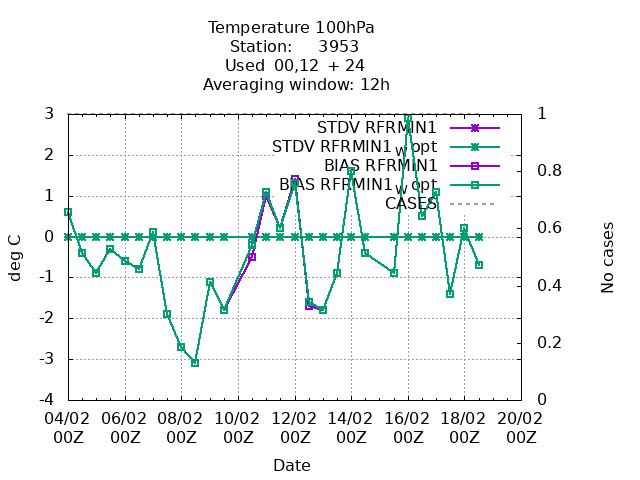 Temperature 100hPa
Station: 3953
Used 00,12 + 24
Averaging window: 12h
STDV RFRMIN1
STDV RFRMIN1_w opt
BIAS RFRMIN1
BIAS RFRMIN1_w opt
CASES
3
2
1
0
-1
-2
-3
-4
1
0.8
0.6
0.4
0.2
0
deg C
No cases
04/02 06/02 08/02 10/02 12/02 14/02 16/02 18/02 20/02
00Z 00Z 00Z 00Z 00Z 00Z 00Z 00Z 00Z
Date